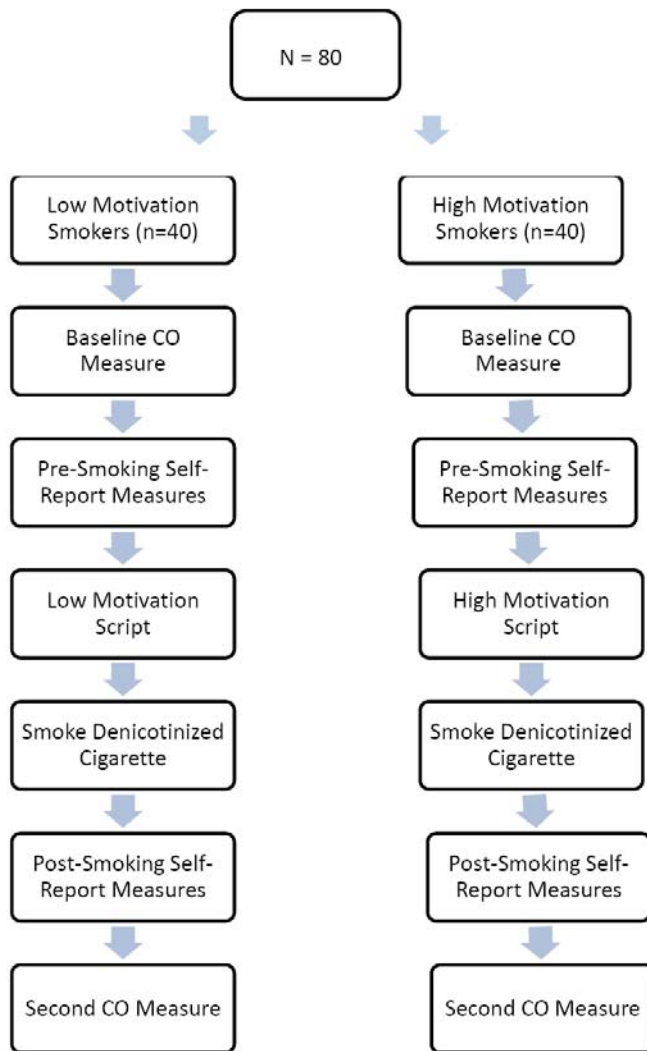 N = 80
Low Motivation
Smokers (n=40)
High Motivation
Smokers (n=40)
Baseline CO
Measure
Baseline CO
Measure
Pre-Smoking Self-
Report Measures
Pre-Smoking Self-
Report Measures
Low Motivation
Script
High Motivation
Script
Smoke Denicotinized
Cigarette
Smoke Denicotinized
Cigarette
Post-Smoking Self-
Report Measures
Post-Smoking Self-
Report Measures
Second CO Measure
Second CO Measure